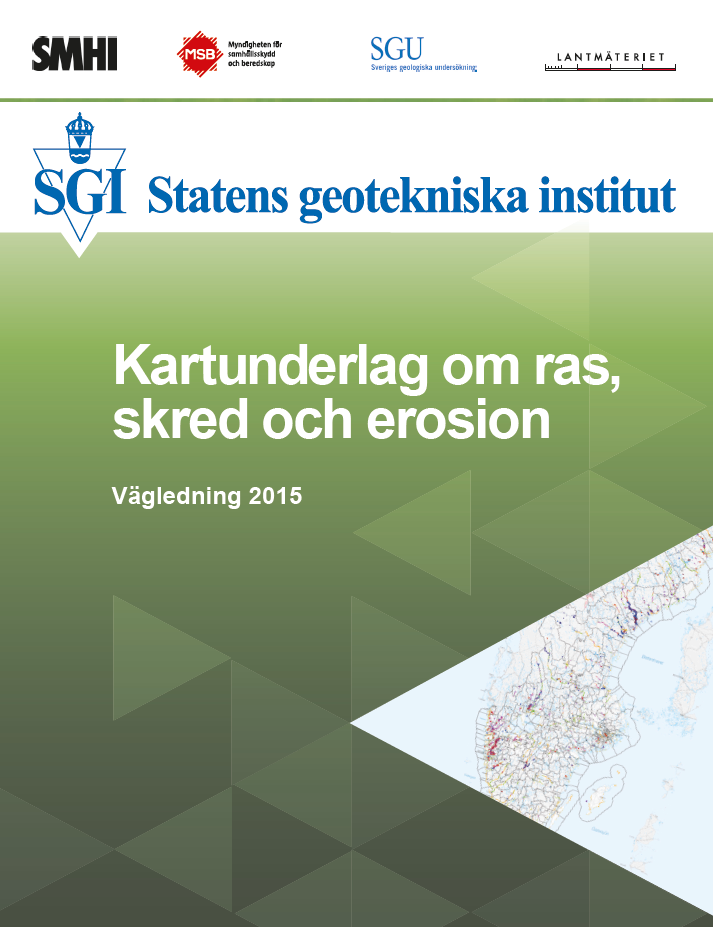 SMHI
MSB
Myndigheten för
samhällsskydd
och beredskap
SGU
Sveriges geologiska undersökning
LANTMÄTERIET
SGI Statens geotekniska institut
Kartunderlag om ras,
skred och erosion
Vägledning 2015